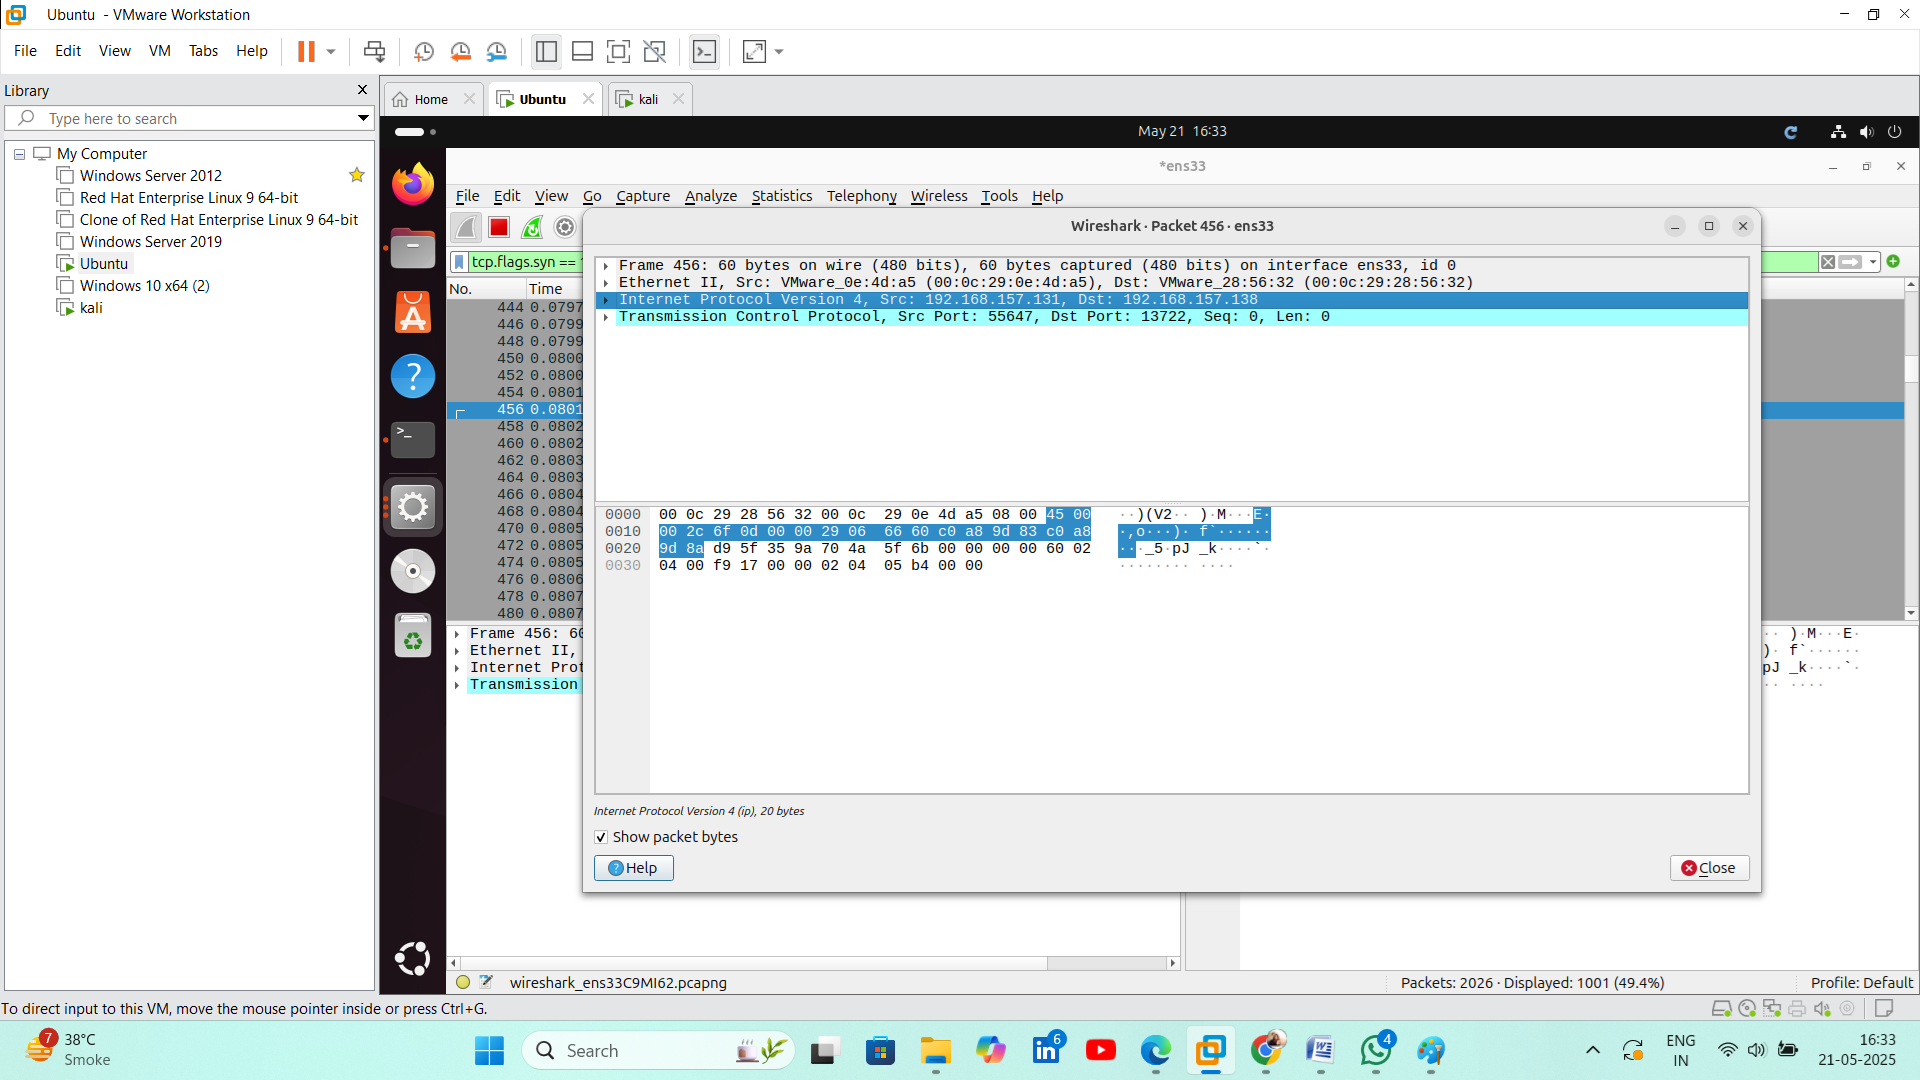 Ubuntu - VMware Workstation
File Edit View VM Tabs Help
Library
Type here to search
My Computer
Windows Server 2012
Red Hat Enterprise Linux 9 64-bit
Clone of Red Hat Enterprise Linux 9 64-bit
Windows Server 2019
Ubuntu
Windows 10 x64 (2)
kali
Home Ubuntu kali
May 21 16:33
*ens33
File Edit View Go Capture Analyze Statistics Telephony Wireless Tools Help
tcp.flags.syn ==
No. Time
444 0.0797
446 0.0799
448 0.0799
450 0.0800
452 0.0800
454 0.0801
456 0.0801
458 0.0802
460 0.0802
462 0.0803
464 0.0803
466 0.0804
468 0.0804
470 0.0805
472 0.0805
474 0.0805
476 0.0806
478 0.0807
480 0.0807
Frame 456: 60
Ethernet II,
Internet Prot
Transmission
Wireshark · Packet 456 · ens33
Frame 456: 60 bytes on wire (480 bits), 60 bytes captured (480 bits) on interface ens33, id 0
Ethernet II, Src: VMware_0e:4d:a5 (00:0c:29:0e:4d:a5), Dst: VMware_28:56:32 (00:0c:29:28:56:32)
Internet Protocol Version 4, Src: 192.168.157.131, Dst: 192.168.157.138
Transmission Control Protocol, Src Port: 55647, Dst Port: 13722, Seq: 0, Len: 0
0000 00 0c 29 28 56 32 00 0c 29 0e 4d a5 08 00 45 00 ··)(V2·· )·M···E·
0010 00 2c 6f 0d 00 00 29 06 66 60 c0 a8 9d 83 c0 a8 ·,o···)· f`······
0020 9d 8a d9 5f 35 9a 70 4a 5f 6b 00 00 00 00 60 02 ···_5·pJ _k····`·
0030 04 00 f9 17 00 00 02 04 05 b4 00 00 ········ ····
Internet Protocol Version 4 (ip), 20 bytes
Show packet bytes
Help Close
·· )·M···E·
)· f`······
pJ _k····`·
·· ····
wireshark_ens33C9MI62.pcapng Packets: 2026 · Displayed: 1001 (49.4%) Profile: Default
To direct input to this VM, move the mouse pointer inside or press Ctrl+G.
7
38°C
Smoke
Search
6
4
ENG
IN
16:33
21-05-2025